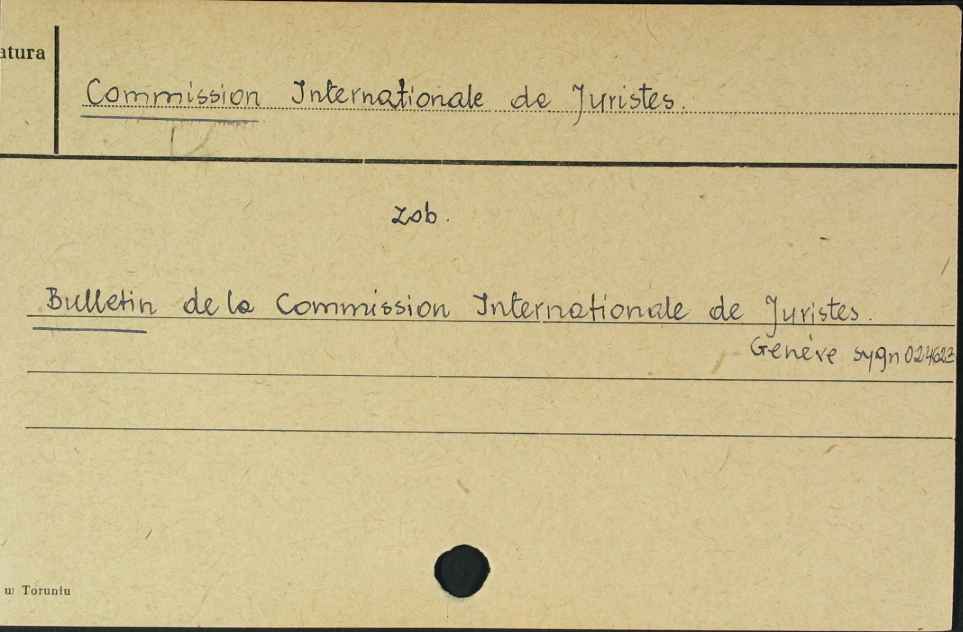 atura
Commission Internationale de Juristes.
zob.
Bulletin de la Commission Internationale de Juristes.
Genève sygn 024623
w Toruniu